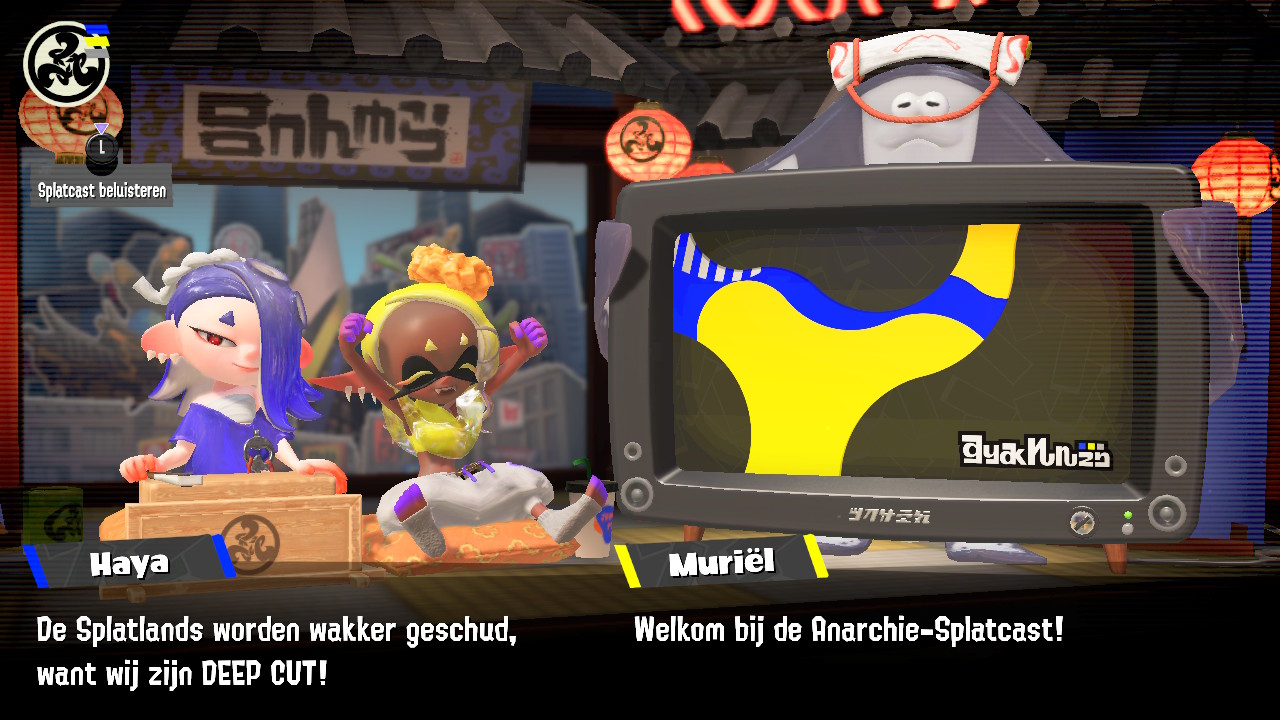 Splatcast beluisteren
Haya
De Splatlands worden wakker geschud,
want wij zijn DEEP CUT!
Muriël
Welkom bij de Anarchie-Splatcast!